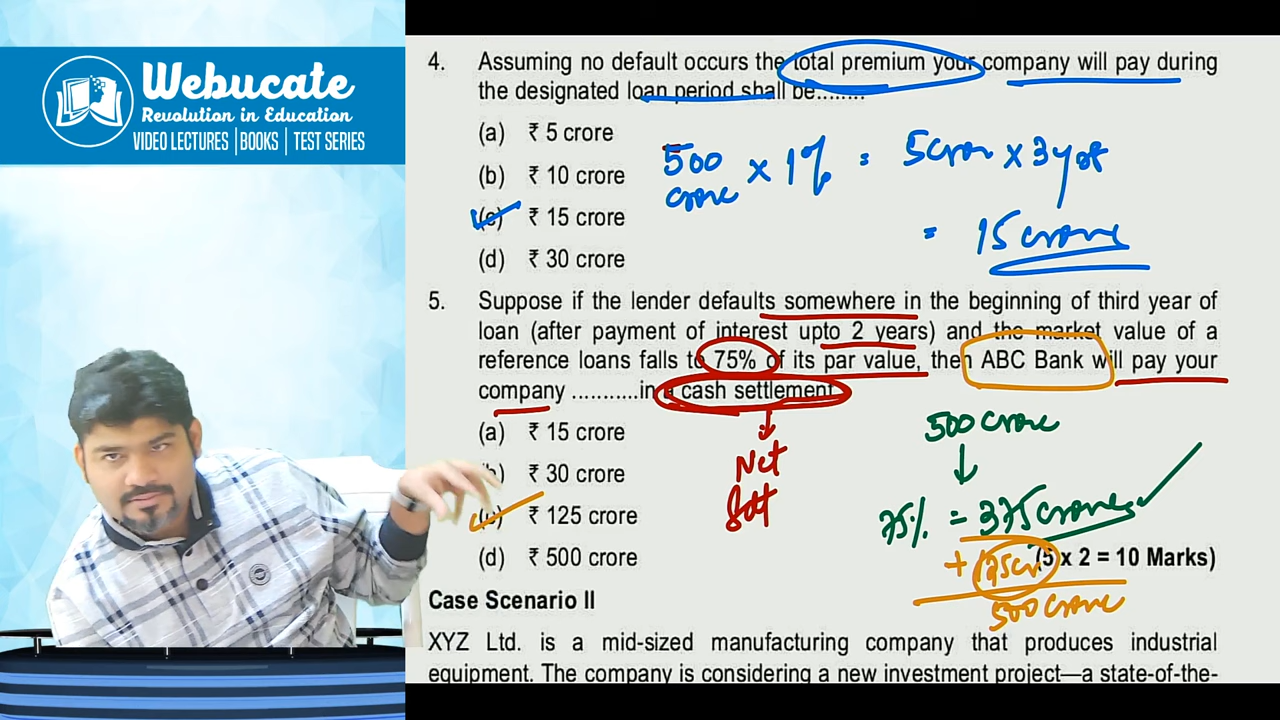 Webucate
Revolution in Education
VIDEO LECTURES | BOOKS | TEST SERIES
4. Assuming no default occurs the total premium your company will pay during
the designated loan period shall be........
(a) ₹ 5 crore
(b) ₹ 10 crore
(c) ₹ 15 crore
(d) ₹ 30 crore
500 crore × 1% = 5 crore × 3
= 15 crore
5. Suppose if the lender defaults somewhere in the beginning of third year of
loan (after payment of interest upto 2 years) and the market value of a
reference loans falls to 75% of its par value, then ABC Bank will pay your
company ...........in a cash settlement
(a) ₹ 15 crore
(b) ₹ 30 crore
(c) ₹ 125 crore
(d) ₹ 500 crore
Net
500 crore
75% = 375 crores
+ 125 cr
500 crore
(5 x 2 = 10 Marks)
Case Scenario II
XYZ Ltd. is a mid-sized manufacturing company that produces industrial
equipment. The company is considering a new investment project—a state-of-the-